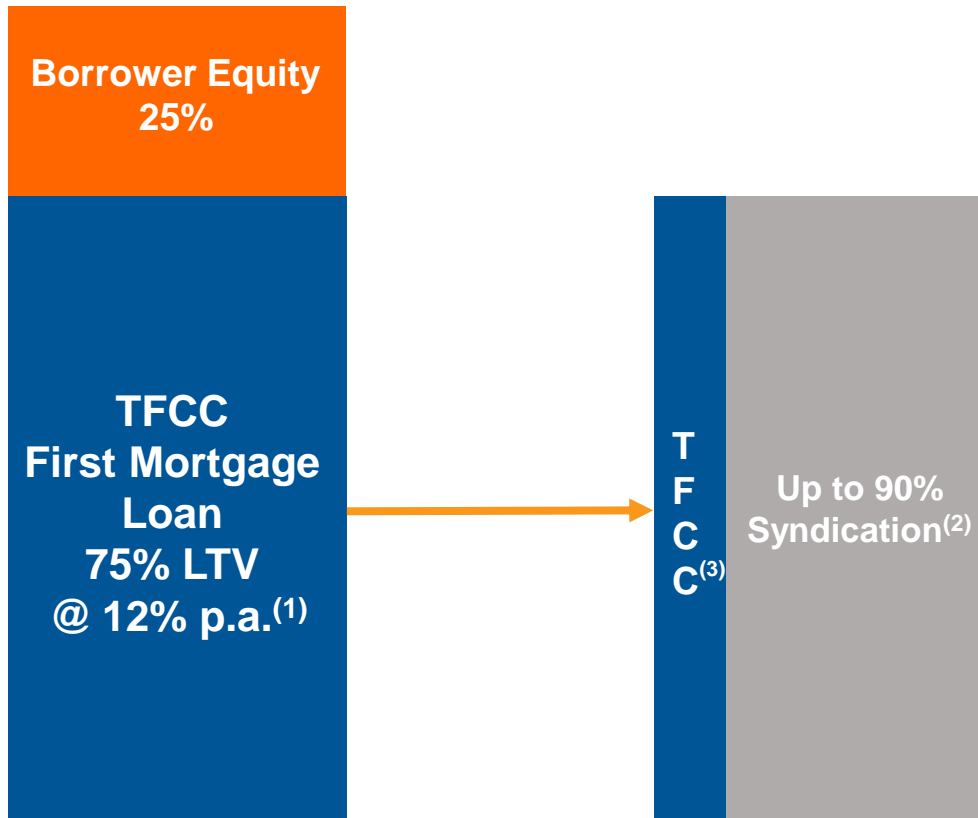 Borrower Equity
25%
TFCC
First Mortgage
Loan
75% LTV
@ 12% p.a.(1)
T
F
C
C(3)
Up to 90%
Syndication(2)